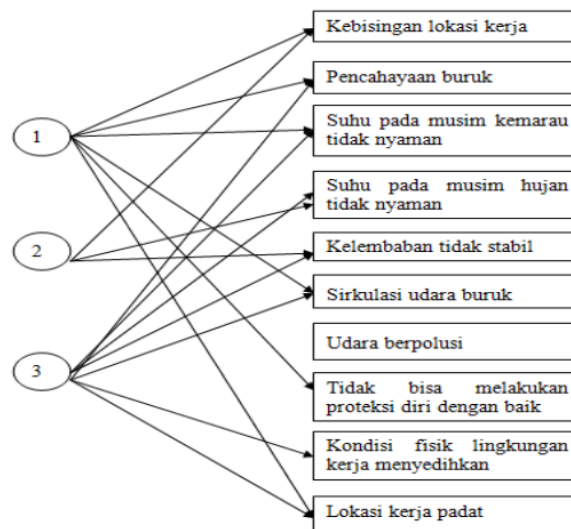 Kebisingan lokasi kerja
Pencahayaan buruk
1
Suhu pada musim kemarau
tidak nyaman
Suhu pada musim hujan
tidak nyaman
2
Kelembaban tidak stabil
Sirkulasi udara buruk
Udara berpolusi
3
Tidak bisa melakukan
proteksi diri dengan baik
Kondisi fisik lingkungan
kerja menyedihkan
Lokasi kerja padat